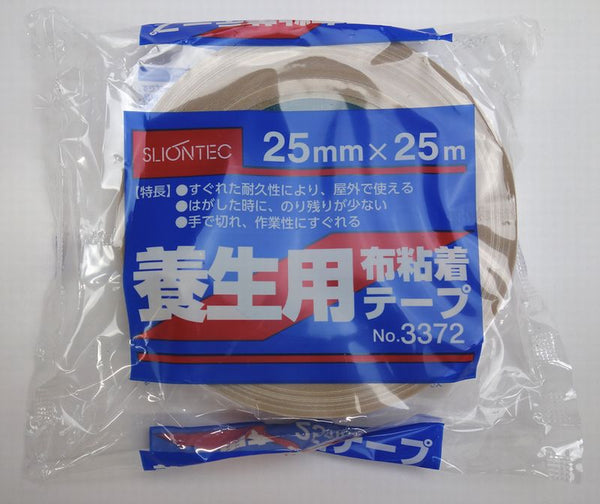 SLIONTEC
25mm×25m
【特長】●すぐれた耐久性により、屋外で使える
●はがした時に、のり残りが少ない
●手で切れ、作業性にすぐれる
養生用
布粘着
テープ
No.3372
テープ